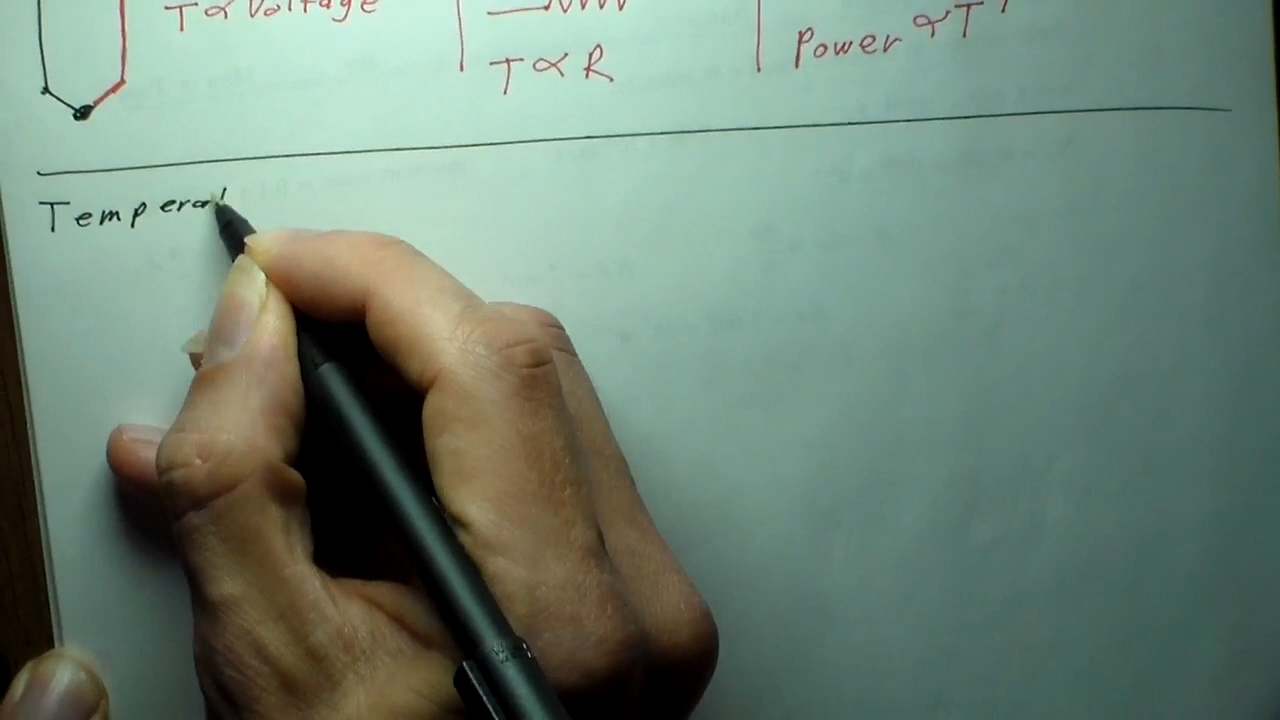 T ∝ Voltage
T ∝ R
Power ∝ T
Temperat